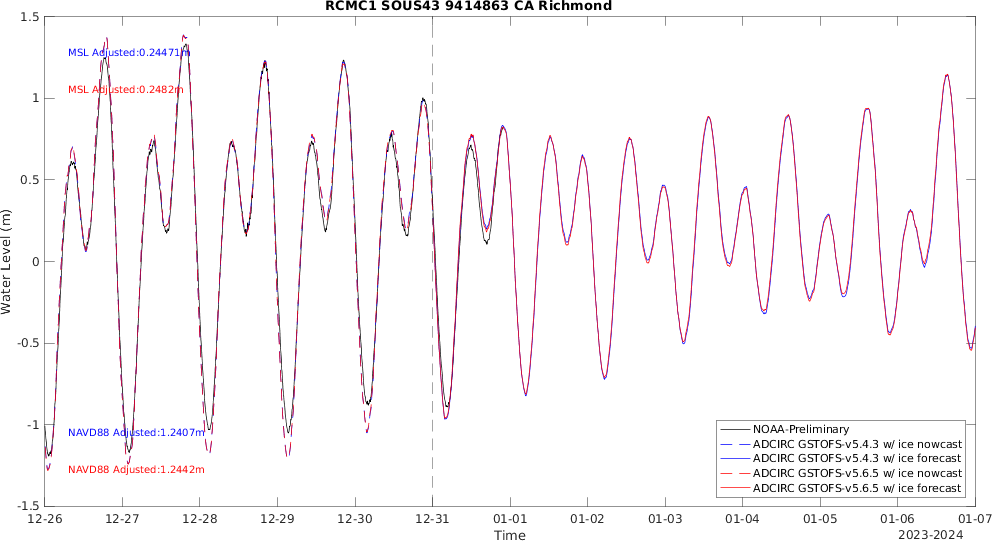 RCMC1 SOUS43 9414863 CA Richmond
1.5
1
0.5
0
-0.5
-1
-1.5
Water Level (m)
MSL Adjusted:0.24471m
MSL Adjusted:0.2482m
NAVD88 Adjusted:1.2407m
NAVD88 Adjusted:1.2442m
NOAA-Preliminary
ADCIRC GSTOFS-v5.4.3 w/ ice nowcast
ADCIRC GSTOFS-v5.4.3 w/ ice forecast
ADCIRC GSTOFS-v5.6.5 w/ ice nowcast
ADCIRC GSTOFS-v5.6.5 w/ ice forecast
12-26 12-27 12-28 12-29 12-30 12-31 01-01 01-02 01-03 01-04 01-05 01-06 01-07
Time
2023-2024